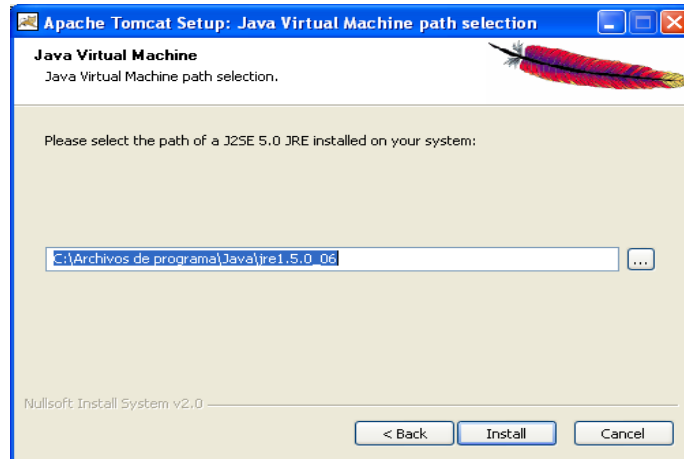 Apache Tomcat Setup: Java Virtual Machine path selection
Java Virtual Machine
Java Virtual Machine path selection.
Please select the path of a J2SE 5.0 JRE installed on your system:
C:\Archivos de programa\Java\jre1.5.0_06
...
Nullsoft Install System v2.0
< Back Install Cancel